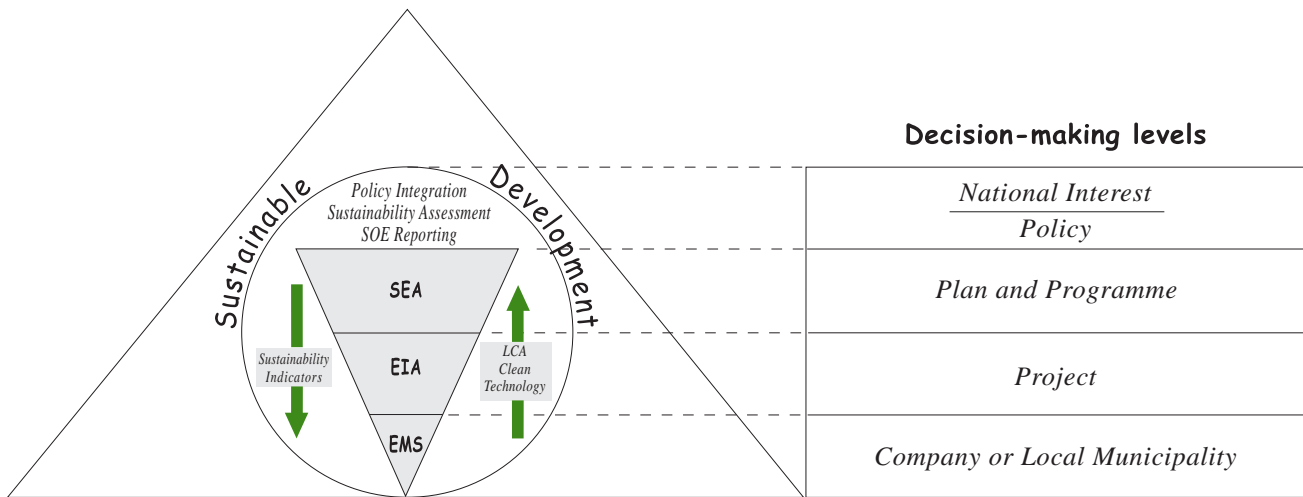 Decision-making levels
Sustainable
Development
Policy Integration
Sustainability Assessment
SOE Reporting
National Interest
Policy
SEA
Plan and Programme
Sustainability
Indicators
EIA
LCA
Clean
Technology
Project
EMS
Company or Local Municipality